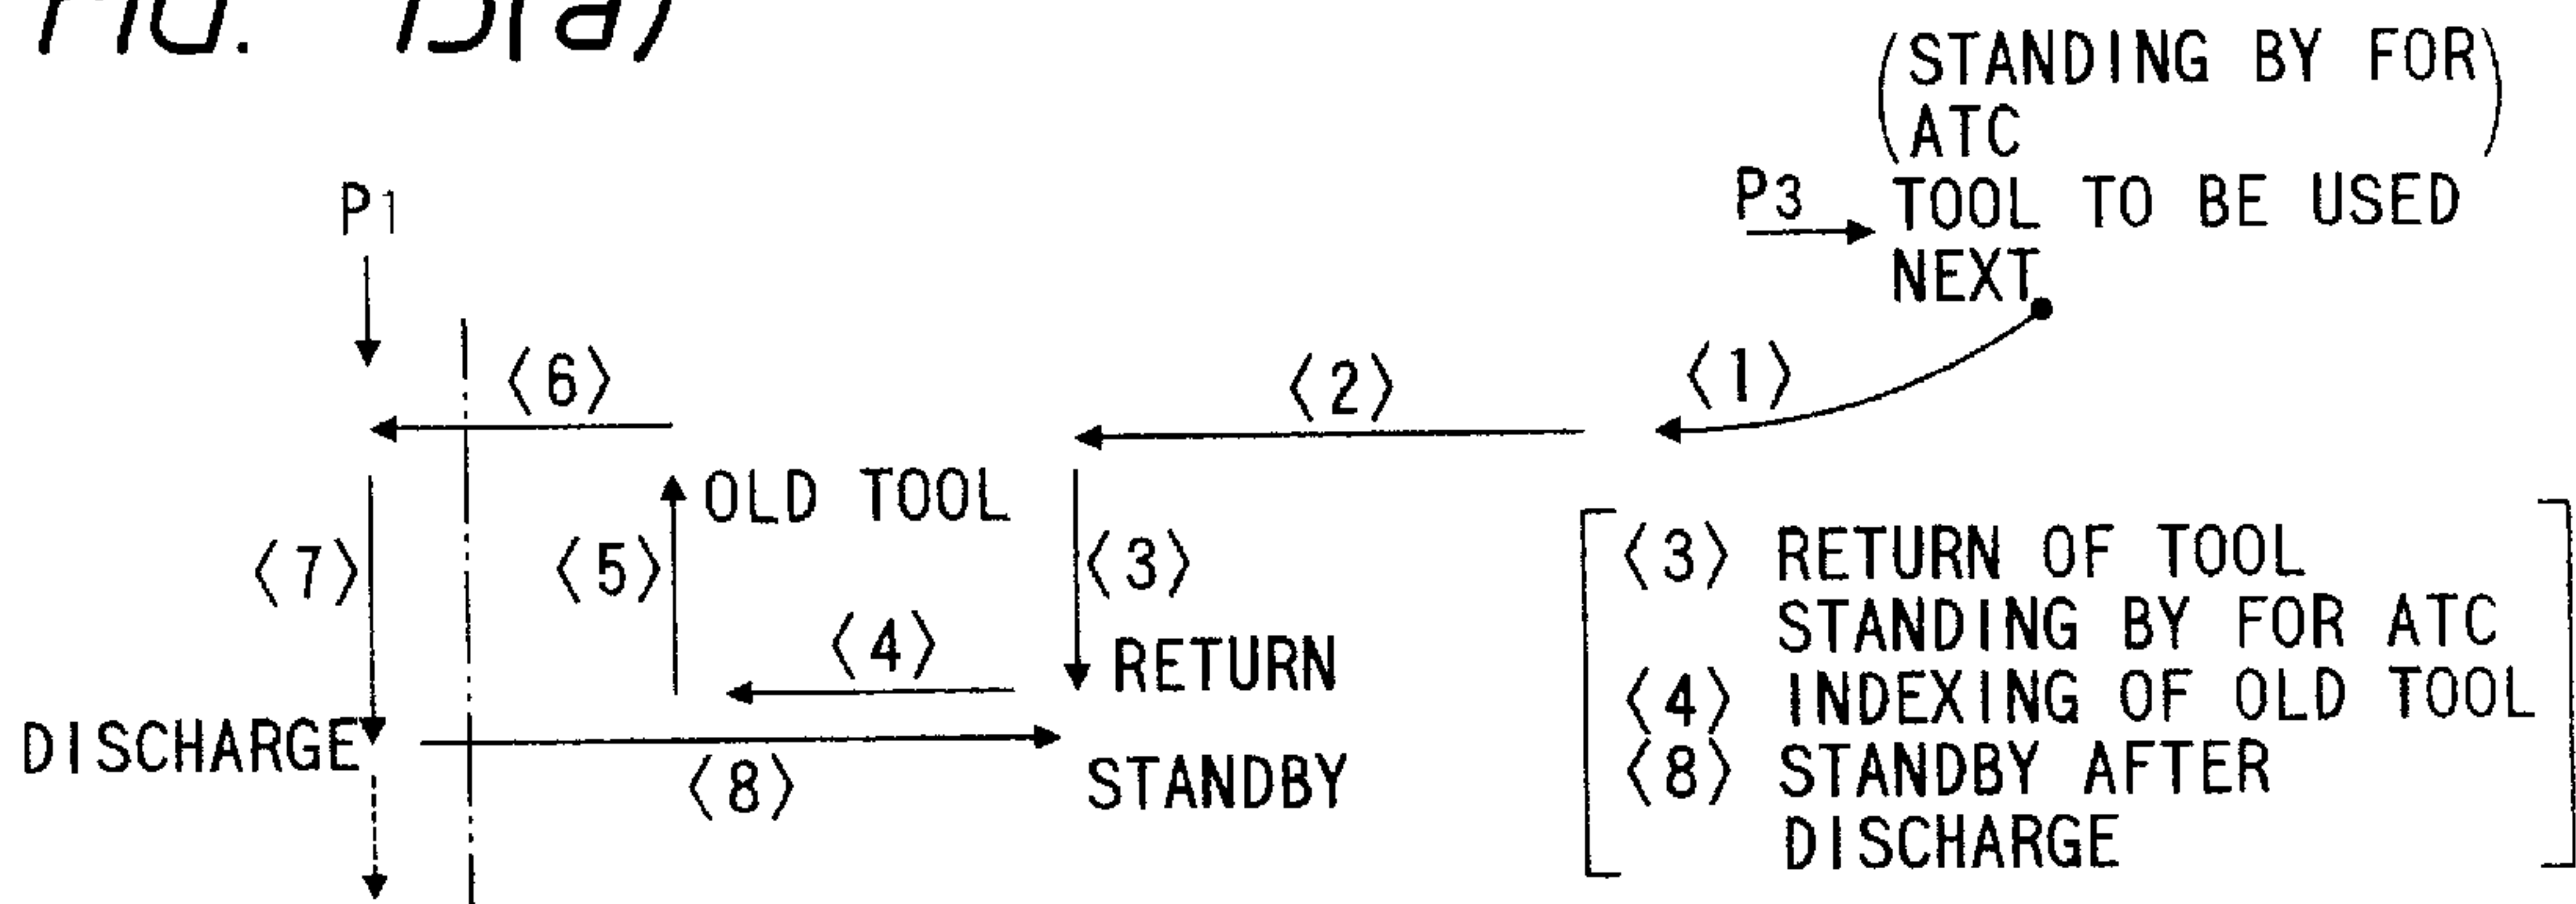 FIG. 15(a)
(STANDING BY FOR
ATC)
P3 TOOL TO BE USED
NEXT
P1
⟨6⟩ ⟨2⟩ ⟨1⟩
OLD TOOL
⟨7⟩ ⟨5⟩ ⟨3⟩
⟨4⟩ RETURN
DISCHARGE
⟨8⟩ STANDBY
[⟨3⟩ RETURN OF TOOL
STANDING BY FOR ATC
⟨4⟩ INDEXING OF OLD TOOL
⟨8⟩ STANDBY AFTER
DISCHARGE]